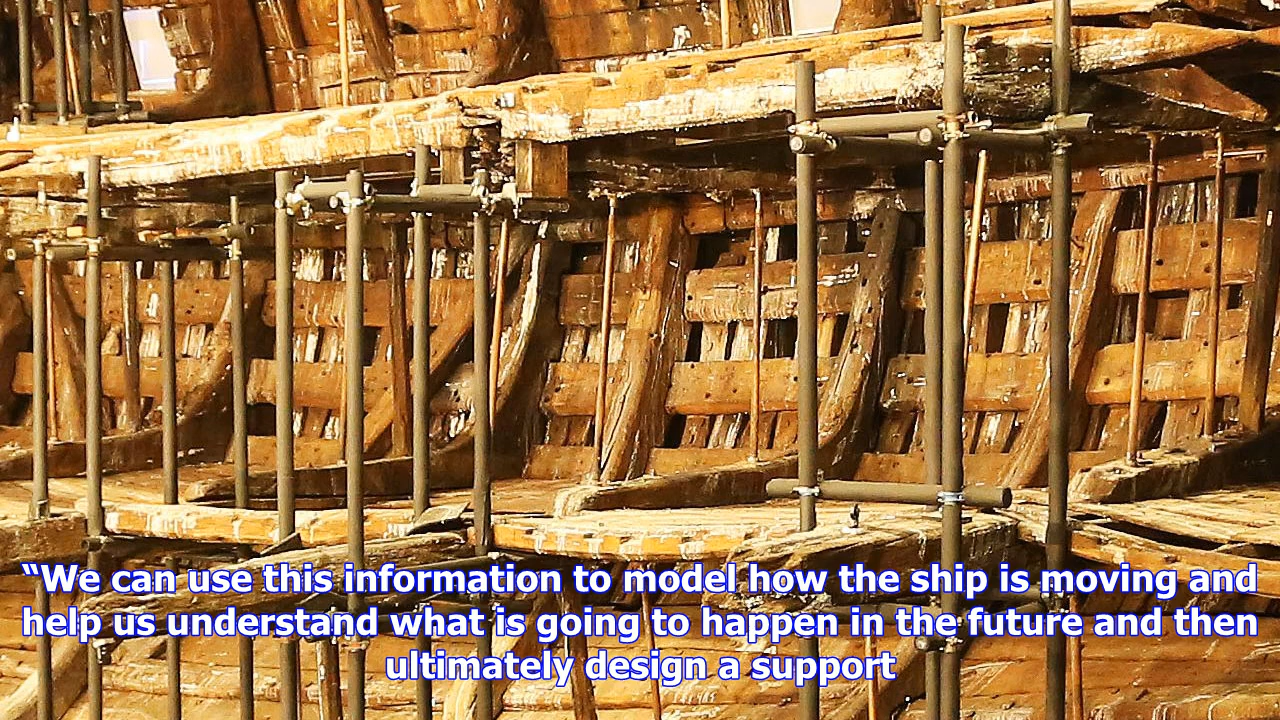 “We can use this information to model how the ship is moving and
help us understand what is going to happen in the future and then
ultimately design a support